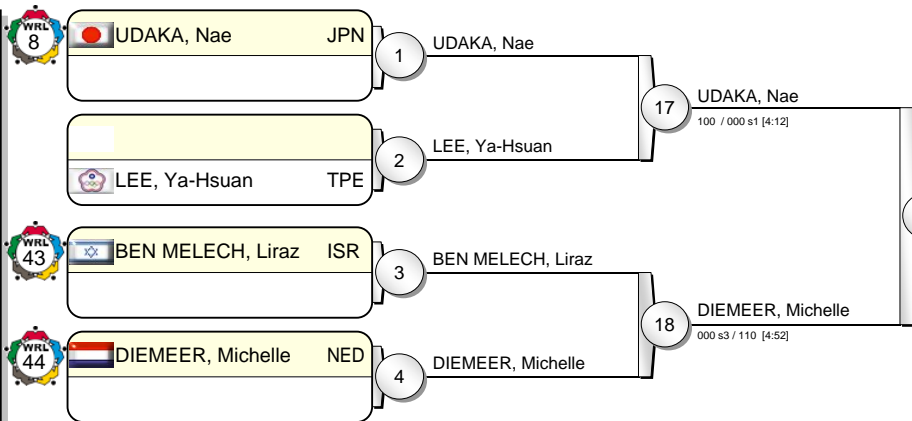 WRL
8
UDAKA, Nae JPN
1
UDAKA, Nae
LEE, Ya-Hsuan TPE
2
LEE, Ya-Hsuan
17
UDAKA, Nae
100 / 000 s1 [4:12]
WRL
43
BEN MELECH, Liraz ISR
3
BEN MELECH, Liraz
WRL
44
DIEMEER, Michelle NED
4
DIEMEER, Michelle
18
DIEMEER, Michelle
000 s3 / 110 [4:52]